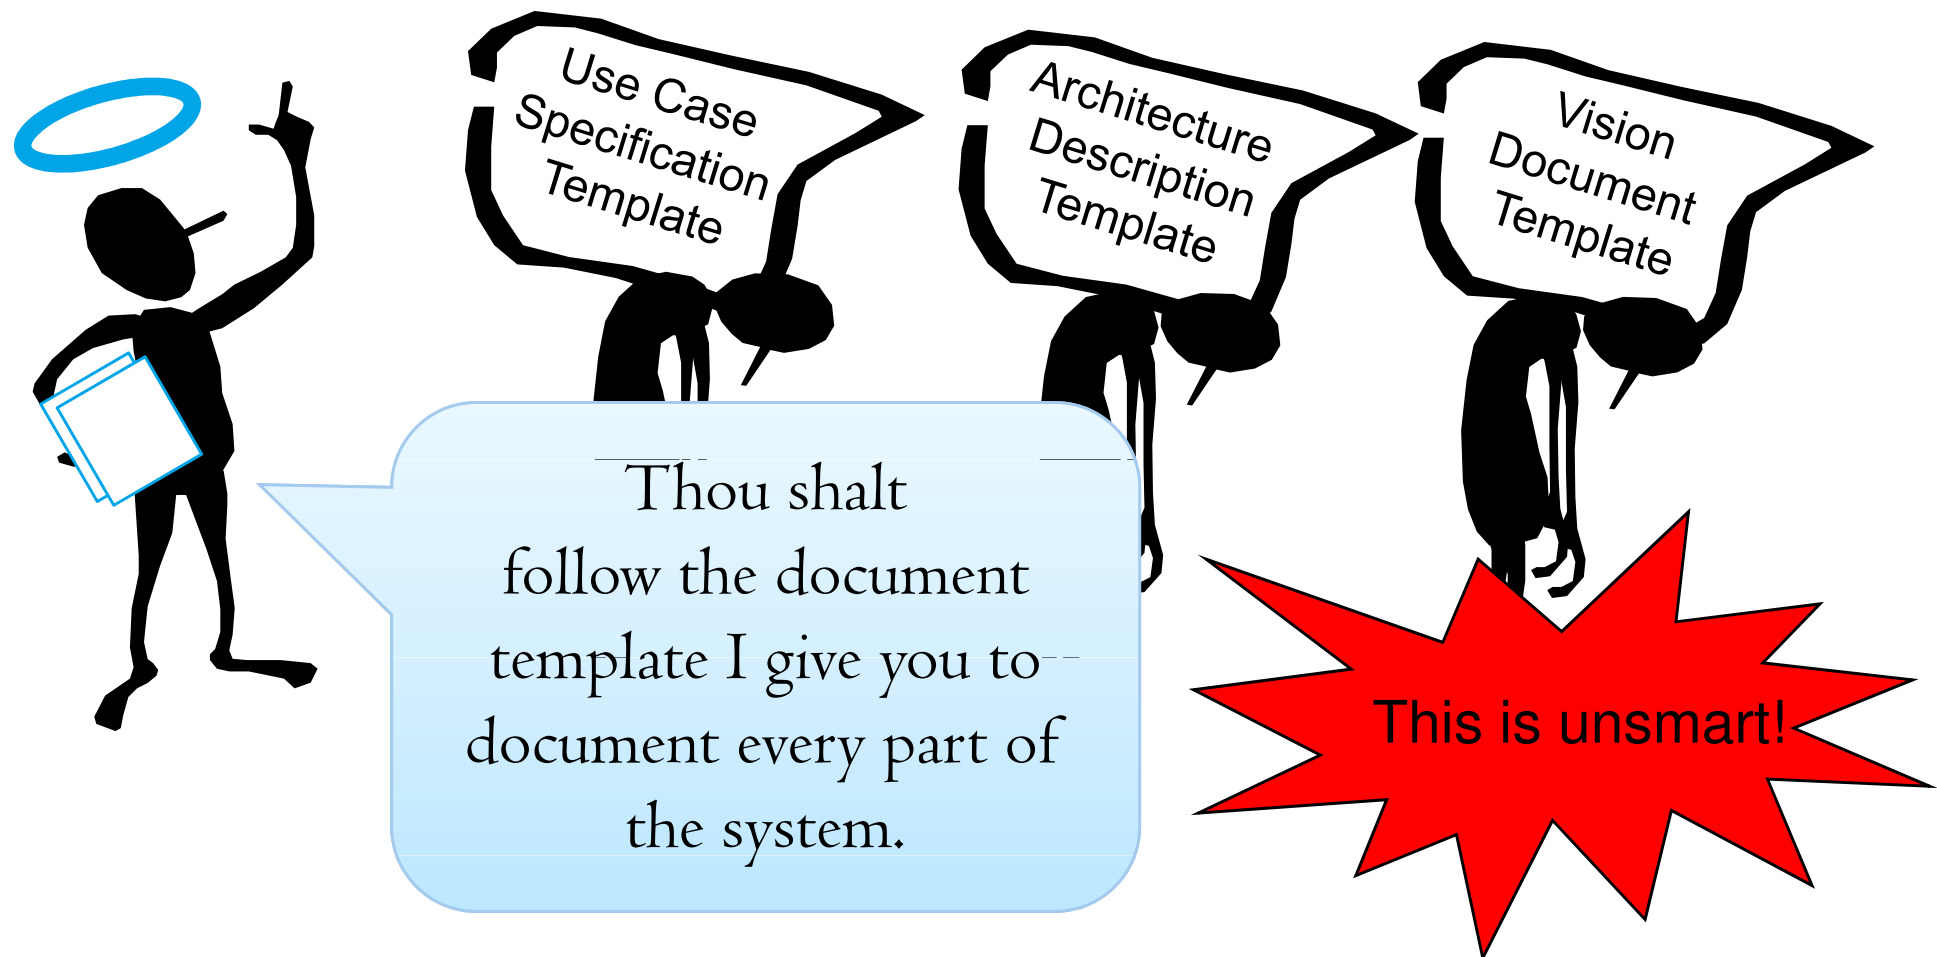 Use Case
Specification
Template
Architecture
Description
Template
Vision
Document
Template
Thou shalt
follow the document
template I give you to
document every part of
the system.
This is unsmart!